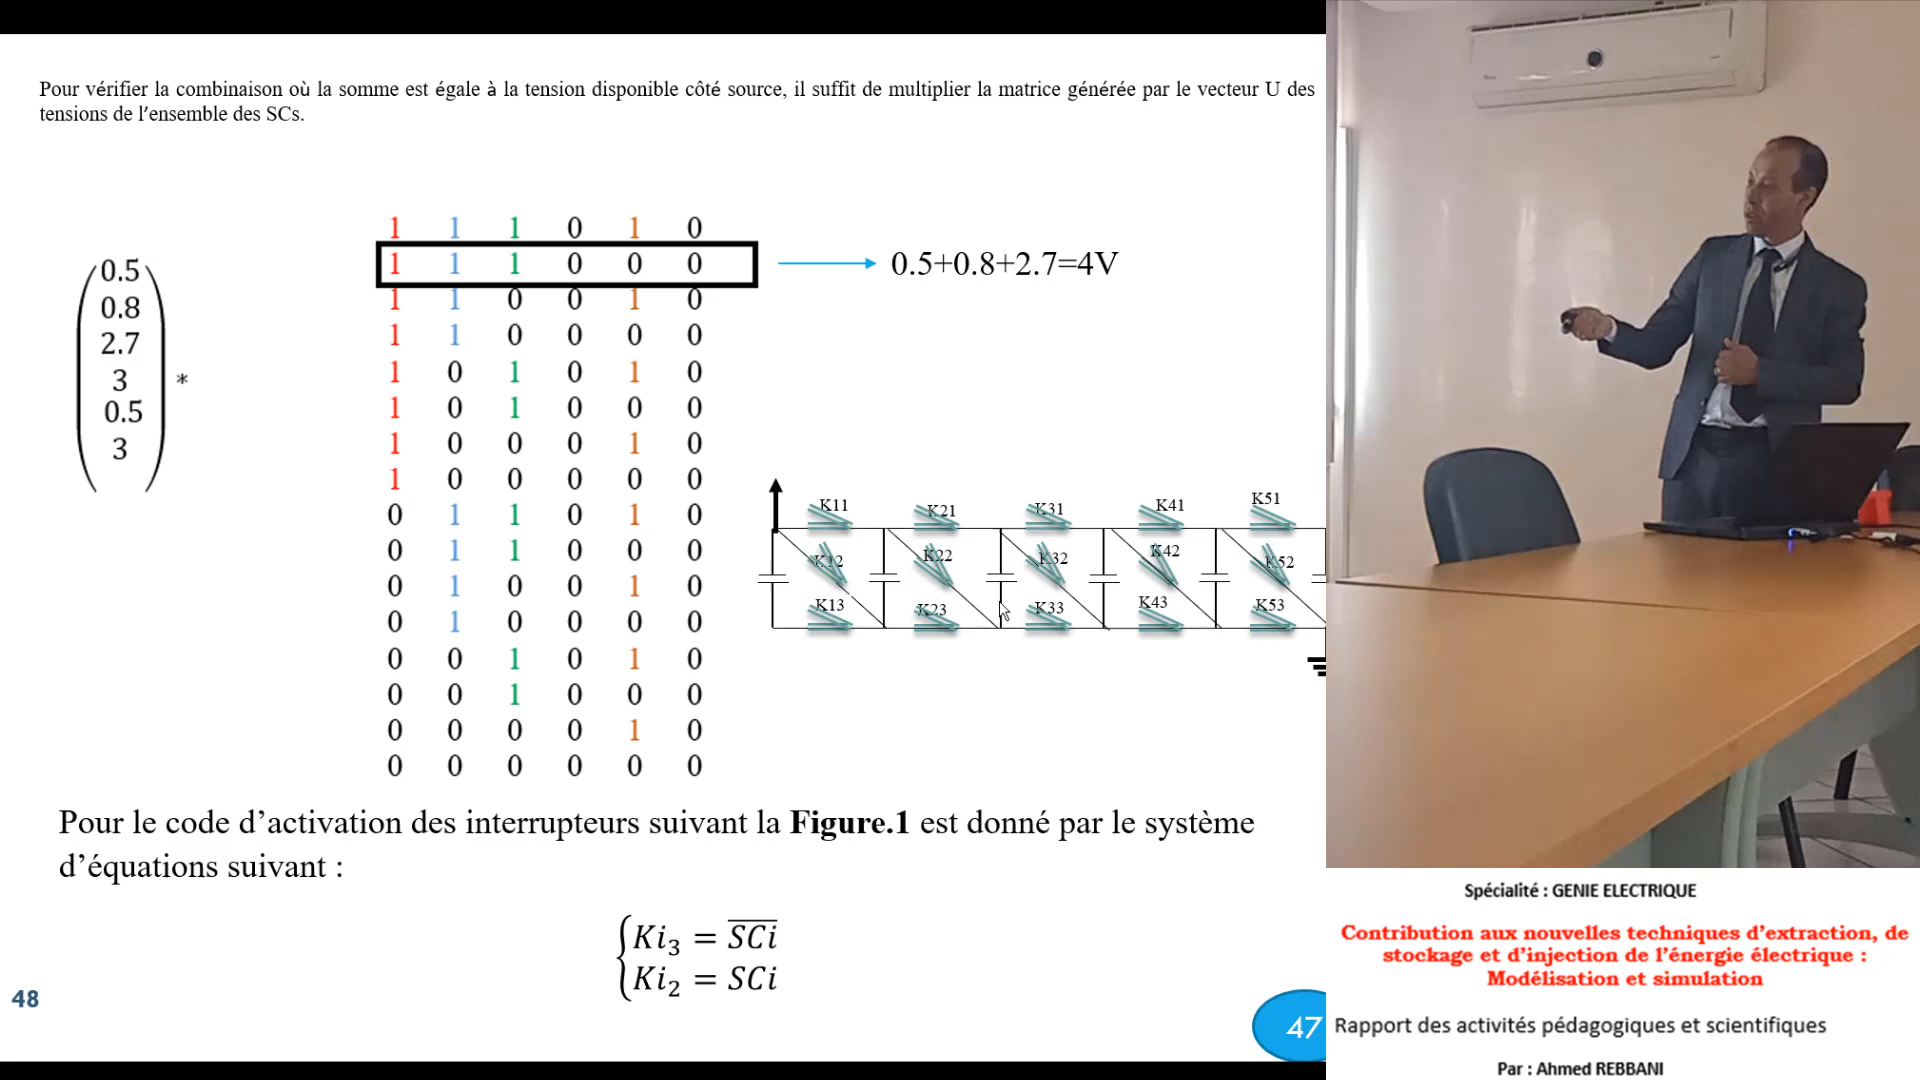 Pour vérifier la combinaison où la somme est égale à la tension disponible côté source, il suffit de multiplier la matrice générée par le vecteur U des
tensions de l'ensemble des SCs.
0.5
0.8
2.7
3
0.5
3
*
1 1 1 0 1 0
1 1 1 0 0 0
0.5+0.8+2.7=4V
1 1 0 0 1 0
1 1 0 0 0 0
1 0 1 0 1 0
1 0 1 0 0 0
1 0 0 0 1 0
1 0 0 0 0 0
0 1 1 0 1 0
0 1 1 0 0 0
0 1 0 0 1 0
0 1 0 0 0 0
0 0 1 0 1 0
0 0 1 0 0 0
0 0 0 0 1 0
0 0 0 0 0 0
K11 K21 K31 K41 K51
K12 K22 K32 K42 K52
K13 K23 K33 K43 K53
Pour le code d'activation des interrupteurs suivant la Figure.1 est donné par le système
d'équations suivant :
Ki₃ = S̅C̅i̅
Ki₂ = SCi
48
47
Spécialité : GENIE ELECTRIQUE
Contribution aux nouvelles techniques d'extraction, de
stockage et d'injection de l'énergie électrique :
Modélisation et simulation
Rapport des activités pédagogiques et scientifiques
Par : Ahmed REBBANI